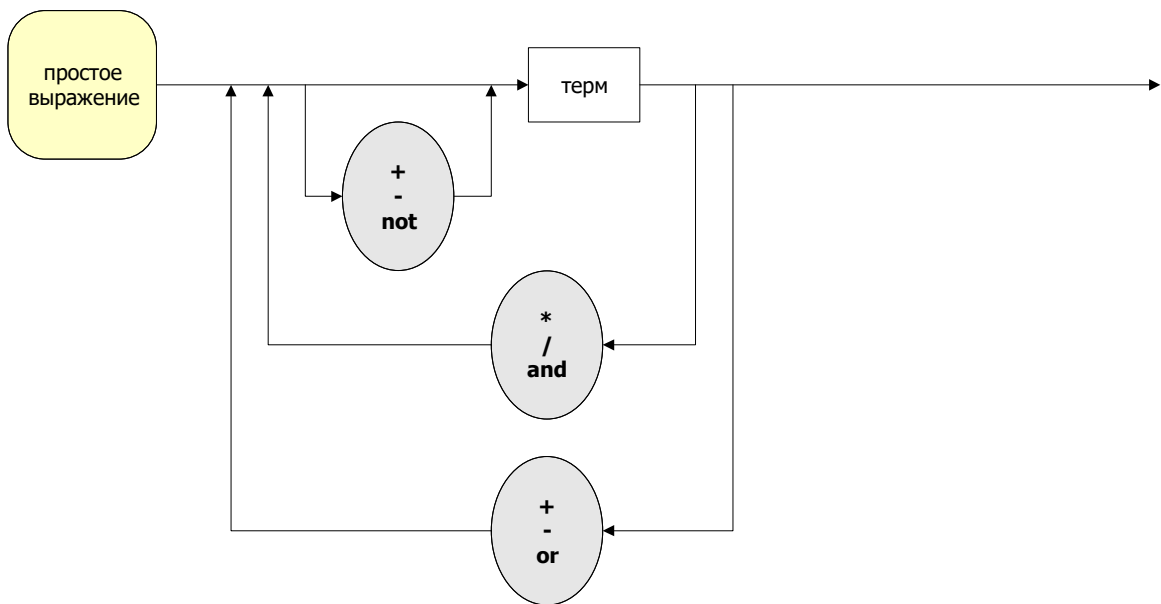 простое
выражение
терм
+
-
not
*
/
and
+
-
or